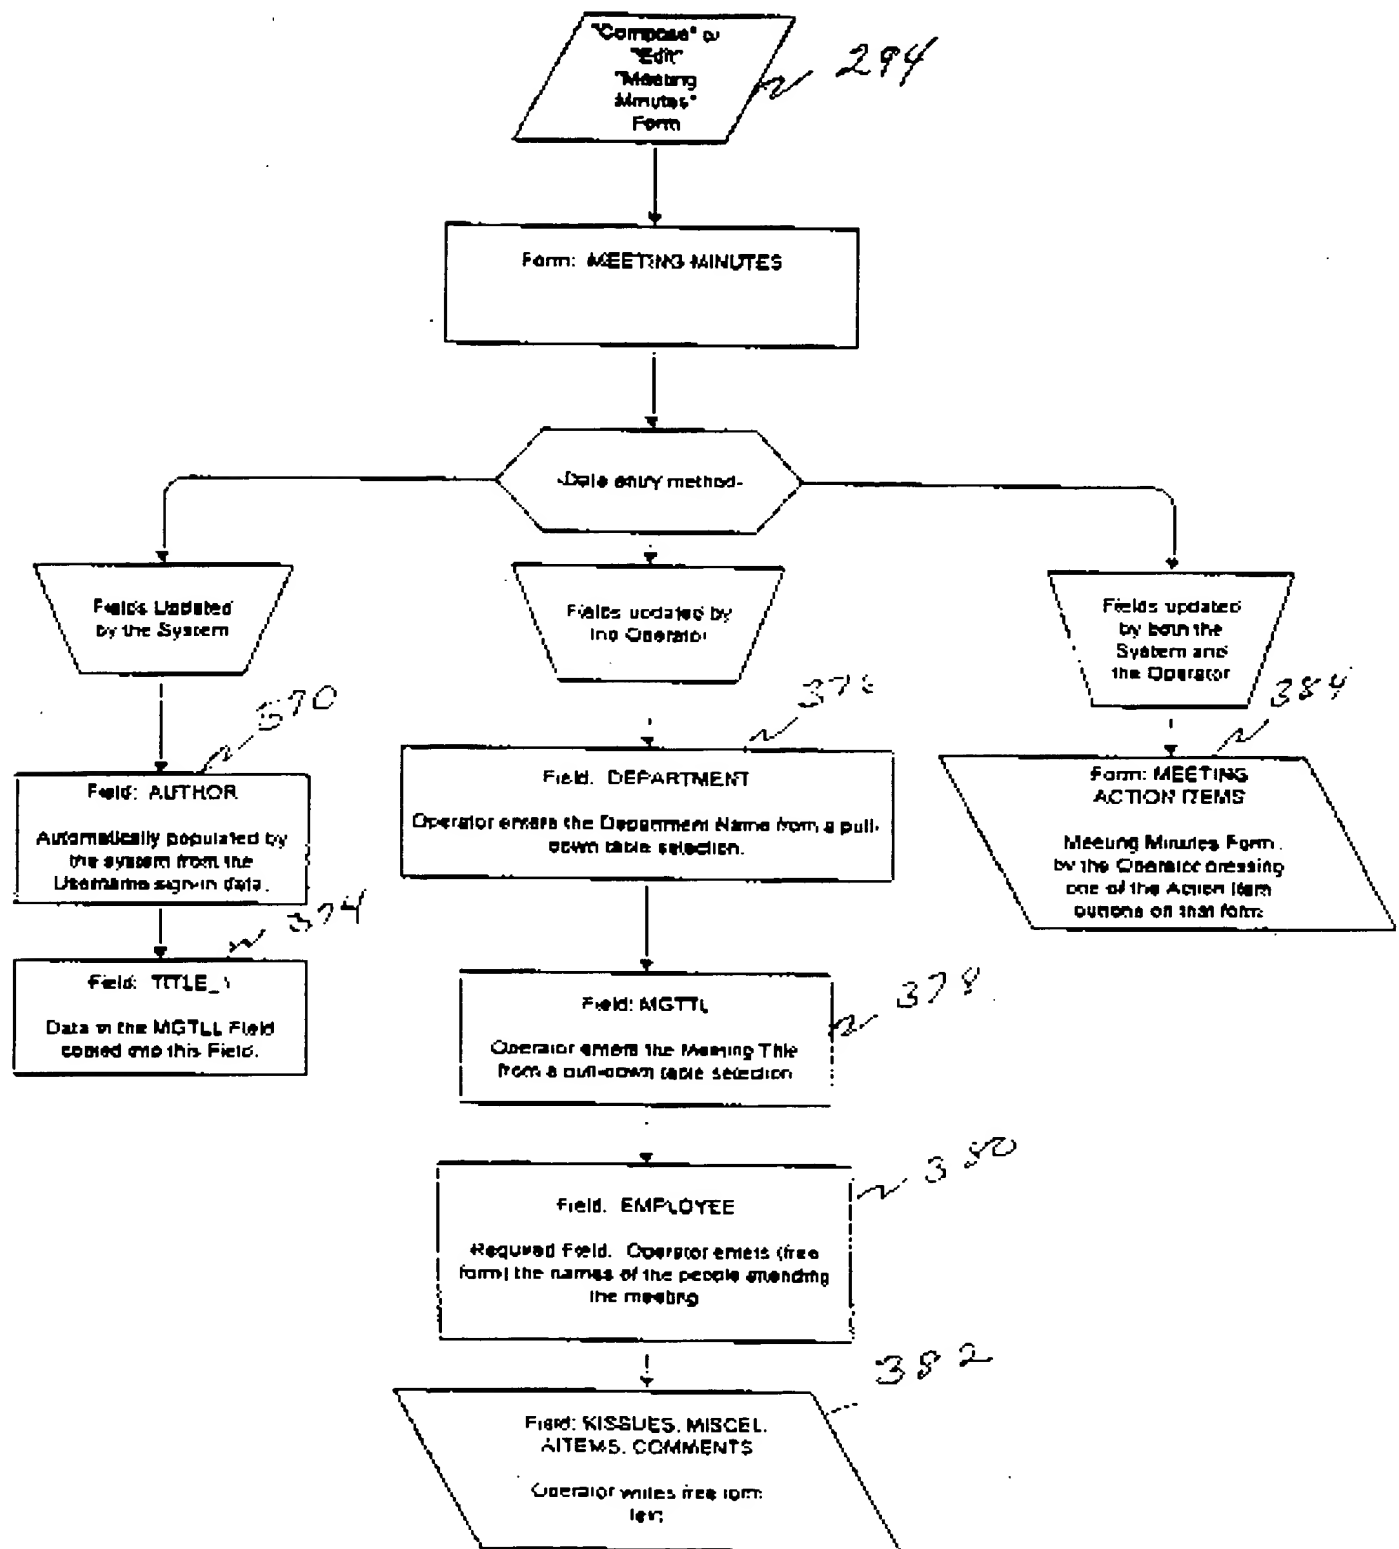 "Compose" or
"Edit"
"Meeting
Minutes"
Form
294
Form: MEETING MINUTES
-Data entry method-
Fields Updated
by the System
Fields updated by
the Operator
Fields updated
by both the
System and
the Operator
370
Field: AUTHOR
Automatically populated by
the system from the
Username sign-in data.
374
Field: TITLE_1
Data in the MGTLL Field
copied into this Field.
Field: DEPARTMENT
Operator enters the Department Name from a pull-
down table selection.
378
Field: MGTTL
Operator enters the Meeting Title
from a pull-down table selection
380
Field: EMPLOYEE
Required Field. Operator enters (free
form) the names of the people attending
the meeting
382
Field: KISSUES, MISCEL,
AITEMS, COMMENTS
Operator writes free form
text
384
Form: MEETING
ACTION ITEMS
Meeting Minutes Form
by the Operator pressing
one of the Action Item
buttons on that form